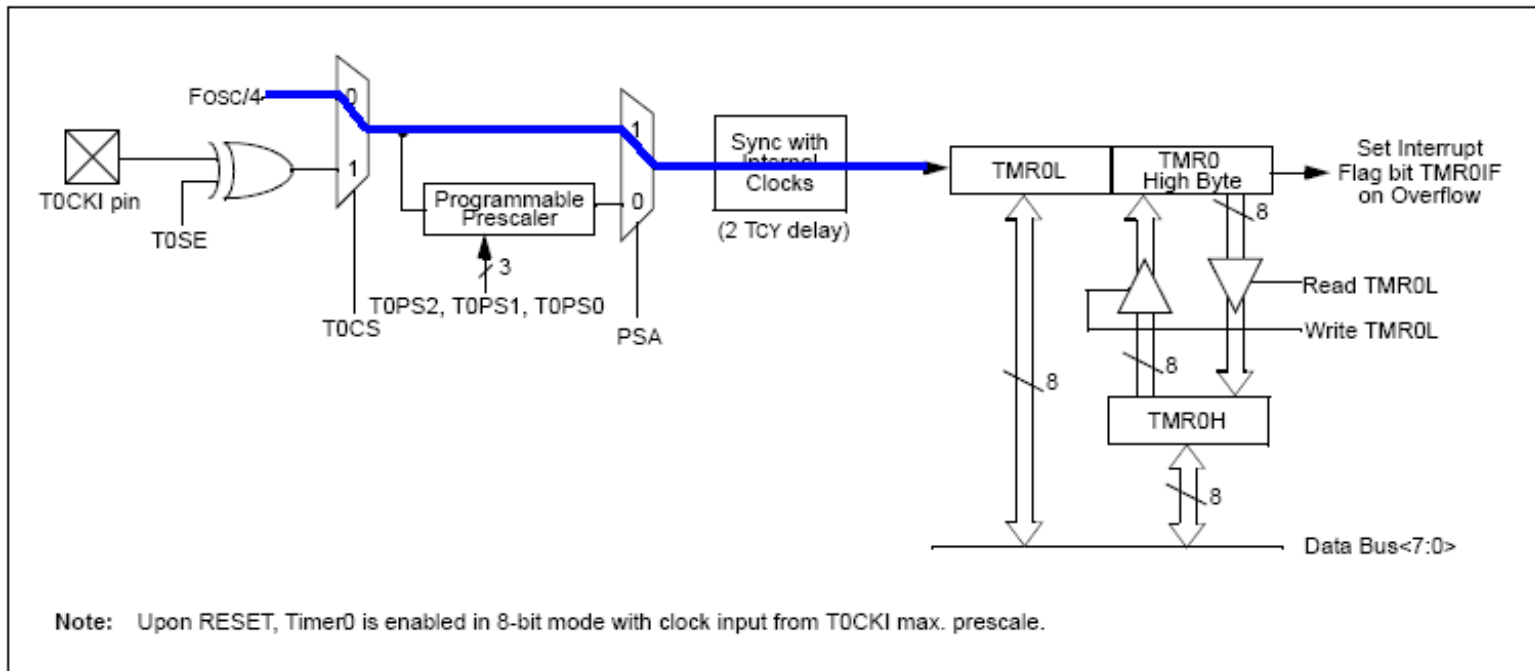 Fosc/4
0
1
T0CKI pin
T0SE
T0CS
Programmable
Prescaler
3
T0PS2, T0PS1, T0PS0
1
0
PSA
Sync with
Internal
Clocks
(2 TCY delay)
TMR0L
TMR0
High Byte
Set Interrupt
Flag bit TMR0IF
on Overflow
8
Read TMR0L
Write TMR0L
8
8
TMR0H
8
Data Bus<7:0>
Note: Upon RESET, Timer0 is enabled in 8-bit mode with clock input from T0CKI max. prescale.